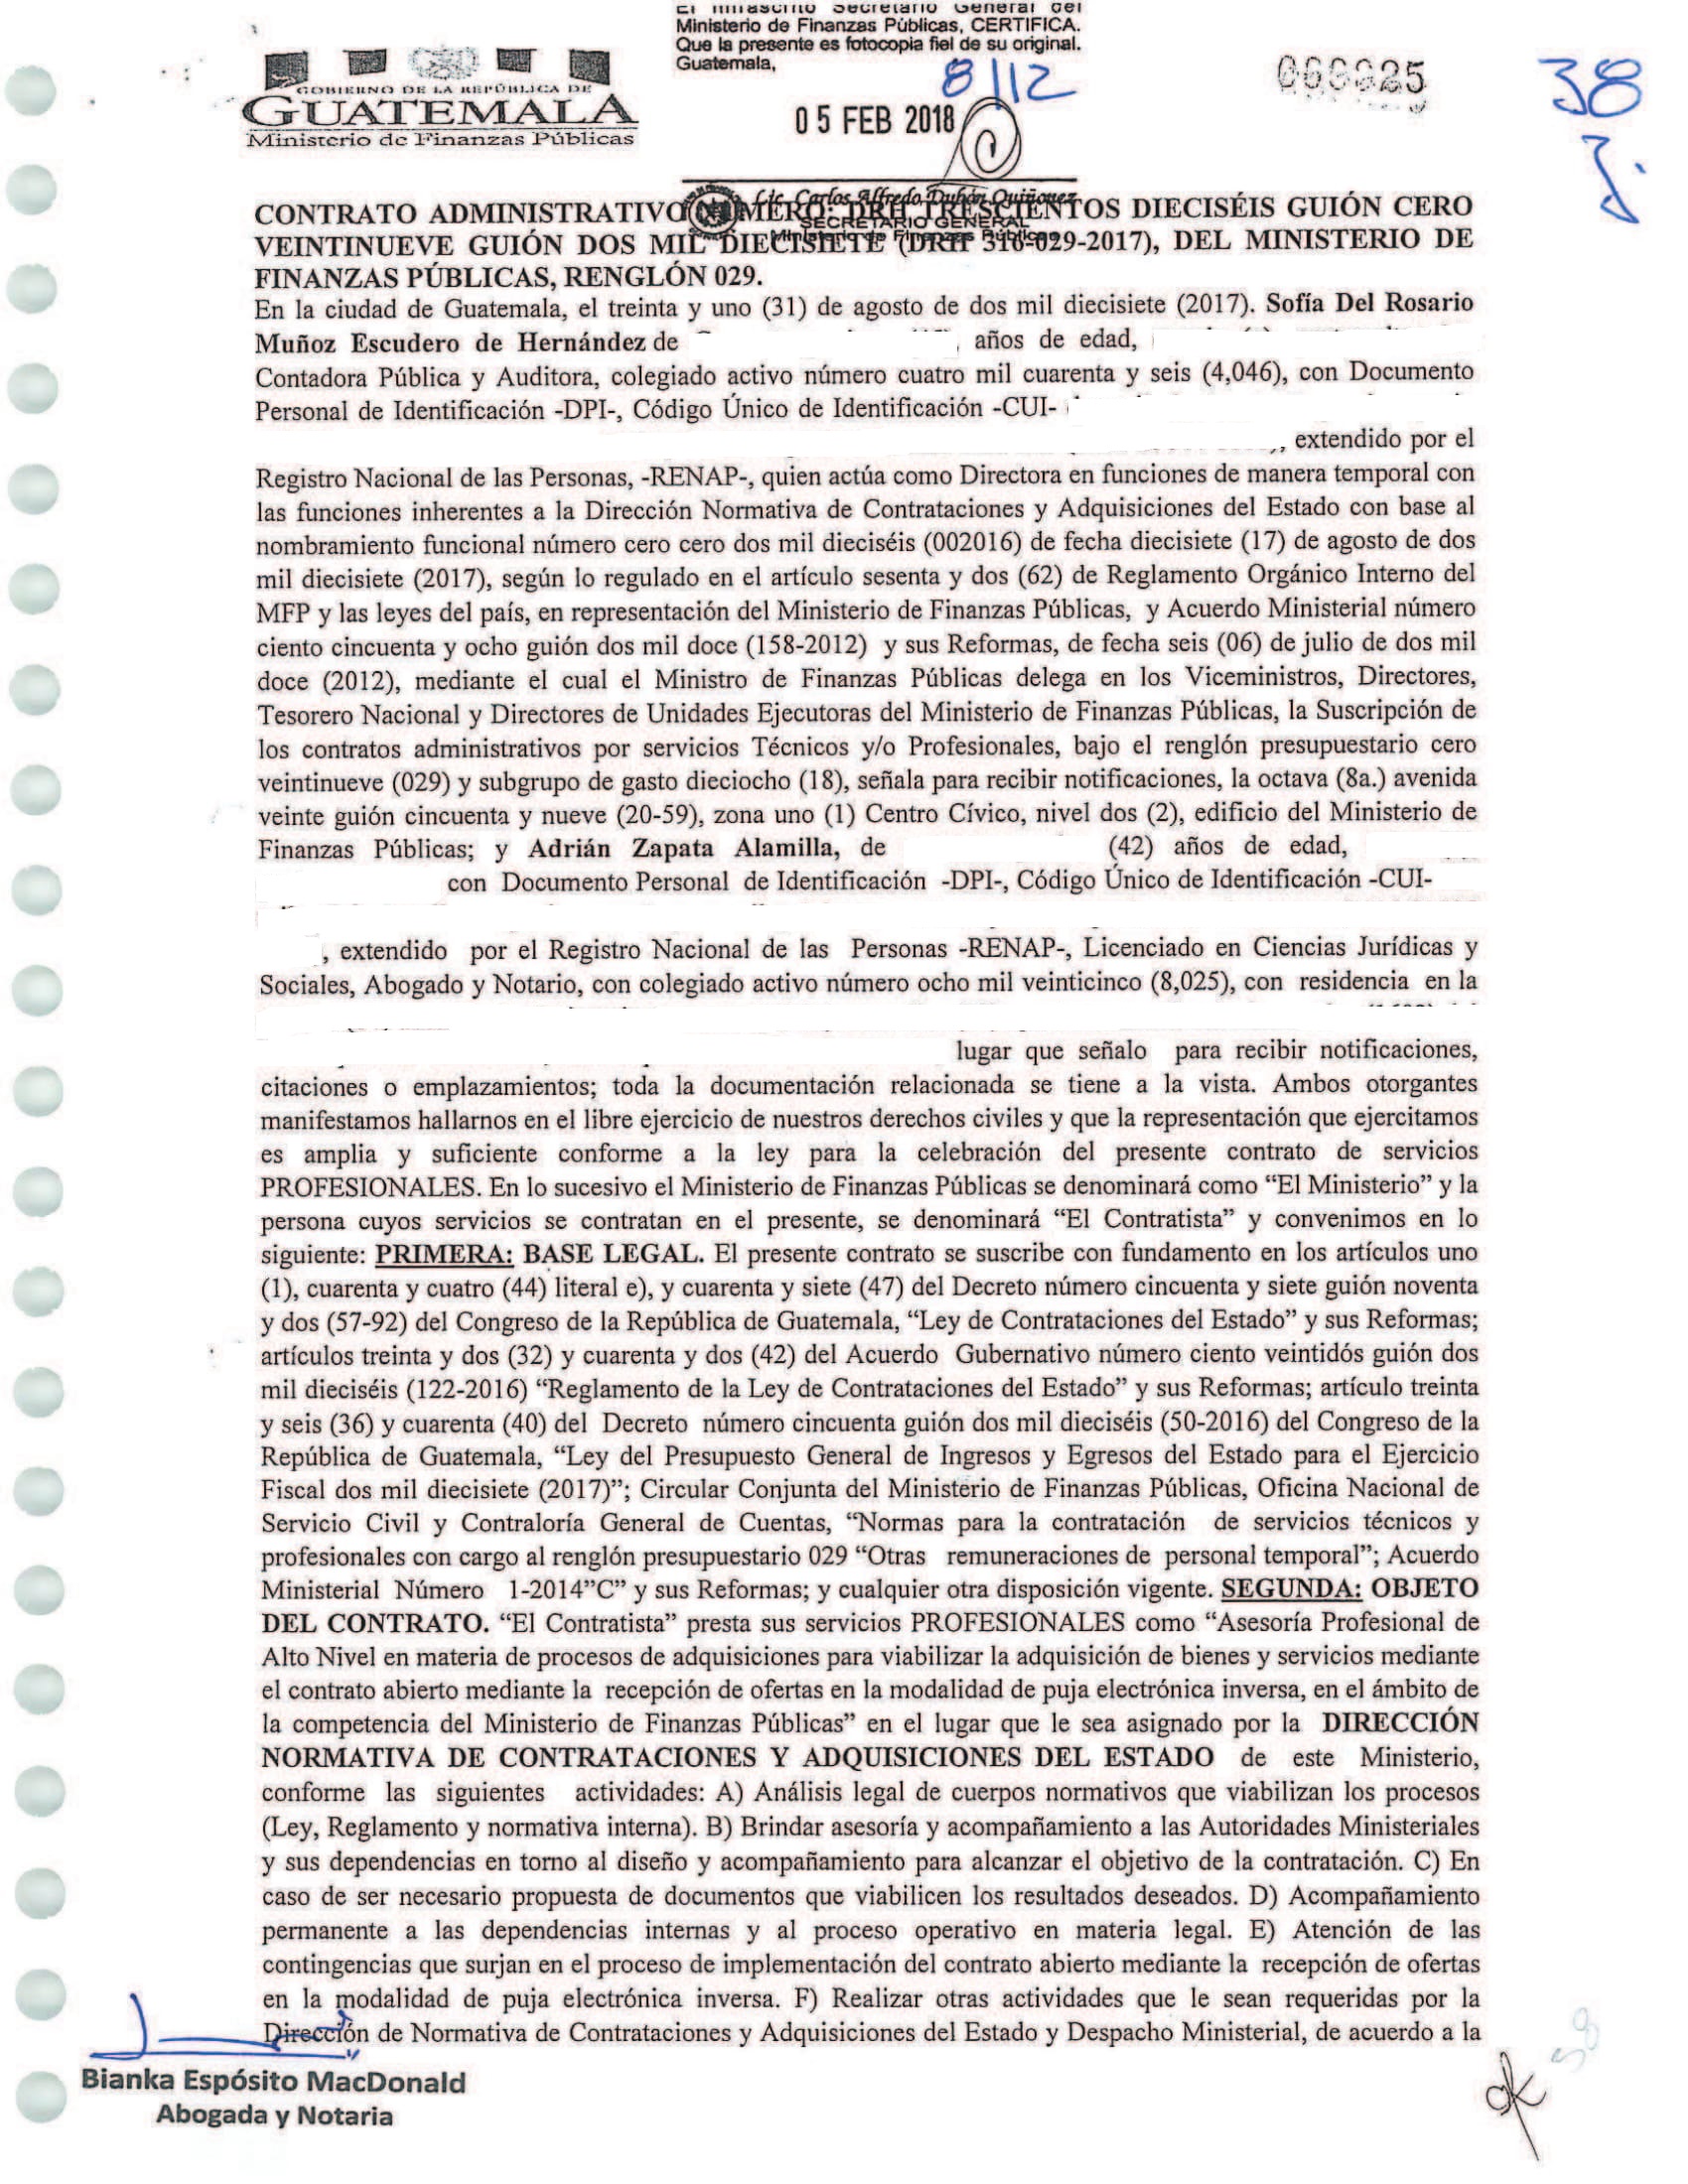 El Infrascrito Secretario General del
Ministerio de Finanzas Públicas, CERTIFICA.
Que la presente es fotocopia fiel de su original.
Guatemala,
8/12
05 FEB 2018
38
GOBIERNO DE LA REPÚBLICA DE
GUATEMALA
Ministerio de Finanzas Públicas
Lic. Carlos Alfredo Dubón Quiñonez
SECRETARIO GENERAL
Ministerio de Finanzas Públicas
CONTRATO ADMINISTRATIVO NÚMERO: DRH TRESCIENTOS DIECISÉIS GUIÓN CERO
VEINTINUEVE GUIÓN DOS MIL DIECISIETE (DRH 316-029-2017), DEL MINISTERIO DE
FINANZAS PÚBLICAS, RENGLÓN 029.
En la ciudad de Guatemala, el treinta y uno (31) de agosto de dos mil diecisiete (2017). Sofía Del Rosario
Muñoz Escudero de Hernández de , años de edad,
Contadora Pública y Auditora, colegiado activo número cuatro mil cuarenta y seis (4,046), con Documento
Personal de Identificación -DPI-, Código Único de Identificación -CUI-
, extendido por el
Registro Nacional de las Personas, -RENAP-, quien actúa como Directora en funciones de manera temporal con
las funciones inherentes a la Dirección Normativa de Contrataciones y Adquisiciones del Estado con base al
nombramiento funcional número cero cero dos mil dieciséis (002016) de fecha diecisiete (17) de agosto de dos
mil diecisiete (2017), según lo regulado en el artículo sesenta y dos (62) de Reglamento Orgánico Interno del
MFP y las leyes del país, en representación del Ministerio de Finanzas Públicas, y Acuerdo Ministerial número
ciento cincuenta y ocho guión dos mil doce (158-2012) y sus Reformas, de fecha seis (06) de julio de dos mil
doce (2012), mediante el cual el Ministro de Finanzas Públicas delega en los Viceministros, Directores,
Tesorero Nacional y Directores de Unidades Ejecutoras del Ministerio de Finanzas Públicas, la Suscripción de
los contratos administrativos por servicios Técnicos y/o Profesionales, bajo el renglón presupuestario cero
veintinueve (029) y subgrupo de gasto dieciocho (18), señala para recibir notificaciones, la octava (8a.) avenida
veinte guión cincuenta y nueve (20-59), zona uno (1) Centro Cívico, nivel dos (2), edificio del Ministerio de
Finanzas Públicas; y Adrián Zapata Alamilla, de (42) años de edad,
con Documento Personal de Identificación -DPI-, Código Único de Identificación -CUI-
, extendido por el Registro Nacional de las Personas -RENAP-, Licenciado en Ciencias Jurídicas y
Sociales, Abogado y Notario, con colegiado activo número ocho mil veinticinco (8,025), con residencia en la
lugar que señalo para recibir notificaciones,
citaciones o emplazamientos; toda la documentación relacionada se tiene a la vista. Ambos otorgantes
manifestamos hallarnos en el libre ejercicio de nuestros derechos civiles y que la representación que ejercitamos
es amplia y suficiente conforme a la ley para la celebración del presente contrato de servicios
PROFESIONALES. En lo sucesivo el Ministerio de Finanzas Públicas se denominará como “El Ministerio” y la
persona cuyos servicios se contratan en el presente, se denominará “El Contratista” y convenimos en lo
siguiente: PRIMERA: BASE LEGAL. El presente contrato se suscribe con fundamento en los artículos uno
(1), cuarenta y cuatro (44) literal e), y cuarenta y siete (47) del Decreto número cincuenta y siete guión noventa
y dos (57-92) del Congreso de la República de Guatemala, “Ley de Contrataciones del Estado” y sus Reformas;
artículos treinta y dos (32) y cuarenta y dos (42) del Acuerdo Gubernativo número ciento veintidós guión dos
mil dieciséis (122-2016) “Reglamento de la Ley de Contrataciones del Estado” y sus Reformas; artículo treinta
y seis (36) y cuarenta (40) del Decreto número cincuenta guión dos mil dieciséis (50-2016) del Congreso de la
República de Guatemala, “Ley del Presupuesto General de Ingresos y Egresos del Estado para el Ejercicio
Fiscal dos mil diecisiete (2017)”; Circular Conjunta del Ministerio de Finanzas Públicas, Oficina Nacional de
Servicio Civil y Contraloría General de Cuentas, “Normas para la contratación de servicios técnicos y
profesionales con cargo al renglón presupuestario 029 “Otras remuneraciones de personal temporal”; Acuerdo
Ministerial Número 1-2014”C” y sus Reformas; y cualquier otra disposición vigente. SEGUNDA: OBJETO
DEL CONTRATO. “El Contratista” presta sus servicios PROFESIONALES como “Asesoría Profesional de
Alto Nivel en materia de procesos de adquisiciones para viabilizar la adquisición de bienes y servicios mediante
el contrato abierto mediante la recepción de ofertas en la modalidad de puja electrónica inversa, en el ámbito de
la competencia del Ministerio de Finanzas Públicas” en el lugar que le sea asignado por la DIRECCIÓN
NORMATIVA DE CONTRATACIONES Y ADQUISICIONES DEL ESTADO de este Ministerio,
conforme las siguientes actividades: A) Análisis legal de cuerpos normativos que viabilizan los procesos
(Ley, Reglamento y normativa interna). B) Brindar asesoría y acompañamiento a las Autoridades Ministeriales
y sus dependencias en torno al diseño y acompañamiento para alcanzar el objetivo de la contratación. C) En
caso de ser necesario propuesta de documentos que viabilicen los resultados deseados. D) Acompañamiento
permanente a las dependencias internas y al proceso operativo en materia legal. E) Atención de las
contingencias que surjan en el proceso de implementación del contrato abierto mediante la recepción de ofertas
en la modalidad de puja electrónica inversa. F) Realizar otras actividades que le sean requeridas por la
Dirección de Normativa de Contrataciones y Adquisiciones del Estado y Despacho Ministerial, de acuerdo a la
Bianka Espósito MacDonald
Abogada y Notaria